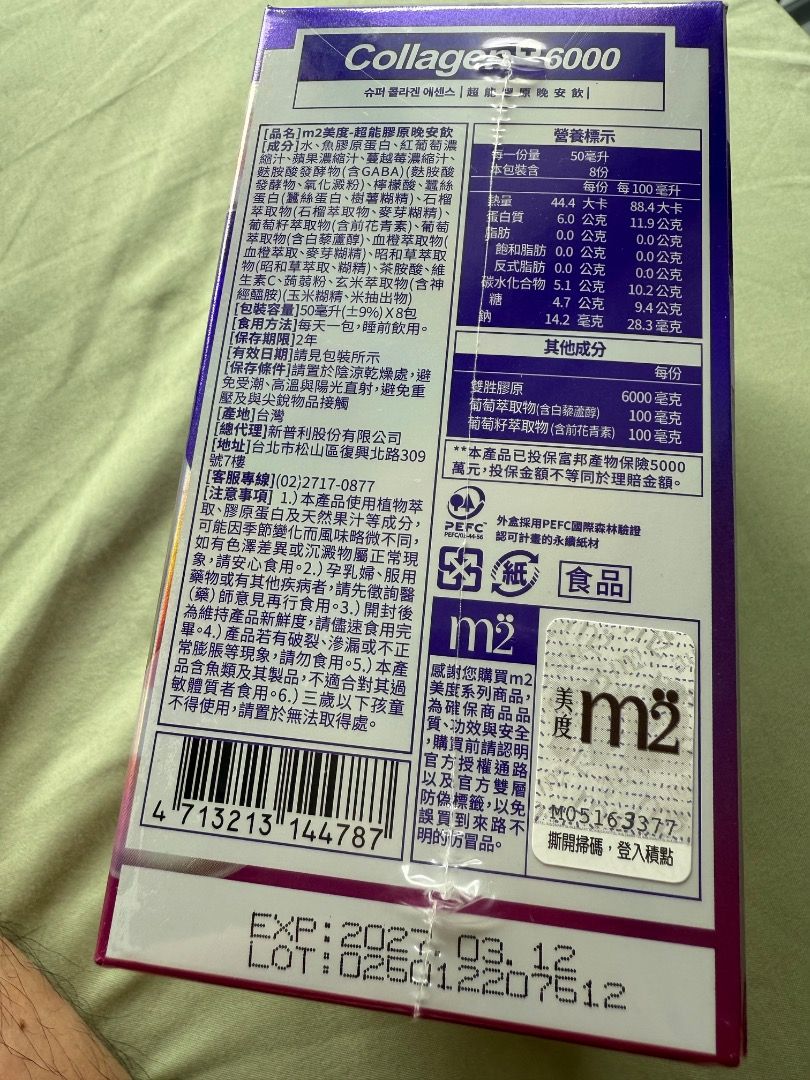 Collagen 6000
슈퍼 콜라겐 에센스 | 超能膠原晚安飲 |
[品名]m2美度-超能膠原晚安飲
[成分]水、魚膠原蛋白、紅葡萄濃
縮汁、蘋果濃縮汁、蔓越莓濃縮汁、
麩胺酸發酵物(含GABA)(麩胺酸
發酵物、氧化澱粉)、檸檬酸、蠶絲
蛋白(蠶絲蛋白、樹薯糊精)、石榴
萃取物(石榴萃取物、麥芽糊精)、
葡萄籽萃取物(含前花青素)、葡萄
萃取物(含白藜蘆醇)、血橙萃取物(
血橙萃取、麥芽糊精)、昭和草萃取
物(昭和草萃取、糊精)、茶胺酸、維
生素C、蒟蒻粉、玄米萃取物(含神
經醯胺)(玉米糊精、米抽出物)
[包裝容量]50毫升(±9%)X8包
[食用方法]每天一包,睡前飲用。
[保存期限]2年
[有效日期]請見包裝所示
[保存條件]請置於陰涼乾燥處,避
免受潮、高溫與陽光直射,避免重
壓及與尖銳物品接觸
[產地]台灣
[總代理]新普利股份有限公司
[地址]台北市松山區復興北路309
號7樓
[客服專線](02)2717-0877
[注意事項] 1.)本產品使用植物萃
取、膠原蛋白及天然果汁等成分,
可能因季節變化而風味略微不同,
如有色澤差異或沉澱物屬正常現
象,請安心食用。2.)孕乳婦、服用
藥物或有其他疾病者,請先徵詢醫
(藥)師意見再行食用。3.)開封後
為維持產品新鮮度,請儘速食用完
畢。4.)產品若有破裂、滲漏或不正
常膨脹等現象,請勿食用。5.)本產
品含魚類及其製品,不適合對其過
敏體質者食用。6.)三歲以下孩童
不得使用,請置於無法取得處。
4 713213 144787
營養標示
每一份量 50毫升
本包裝含 8份
每份 每100毫升
熱量 44.4 大卡 88.4大卡
蛋白質 6.0 公克 11.9公克
脂肪 0.0 公克 0.0公克
飽和脂肪 0.0 公克 0.0公克
反式脂肪 0.0 公克 0.0公克
碳水化合物 5.1 公克 10.2公克
糖 4.7 公克 9.4公克
鈉 14.2 毫克 28.3毫克
其他成分
每份
雙胜膠原 6000毫克
葡萄萃取物(含白藜蘆醇) 100毫克
葡萄籽萃取物(含前花青素) 100毫克
**本產品已投保富邦產物保險5000
萬元,投保金額不等同於理賠金額。
PEFC
PEFC/01-44-56
外盒採用PEFC國際森林驗證
認可計畫的永續紙材
紙
食品
m2
感謝您購買m2
美度系列商品,
為確保商品品
質、功效與安全
,購買前請認明
官方授權通路
以及官方雙層
防偽標籤,以免
誤買到來路不
明的仿冒品。
美度 m2
M05163377
撕開掃碼,登入積點
EXP:2027. 03. 12
LOT:025012207612